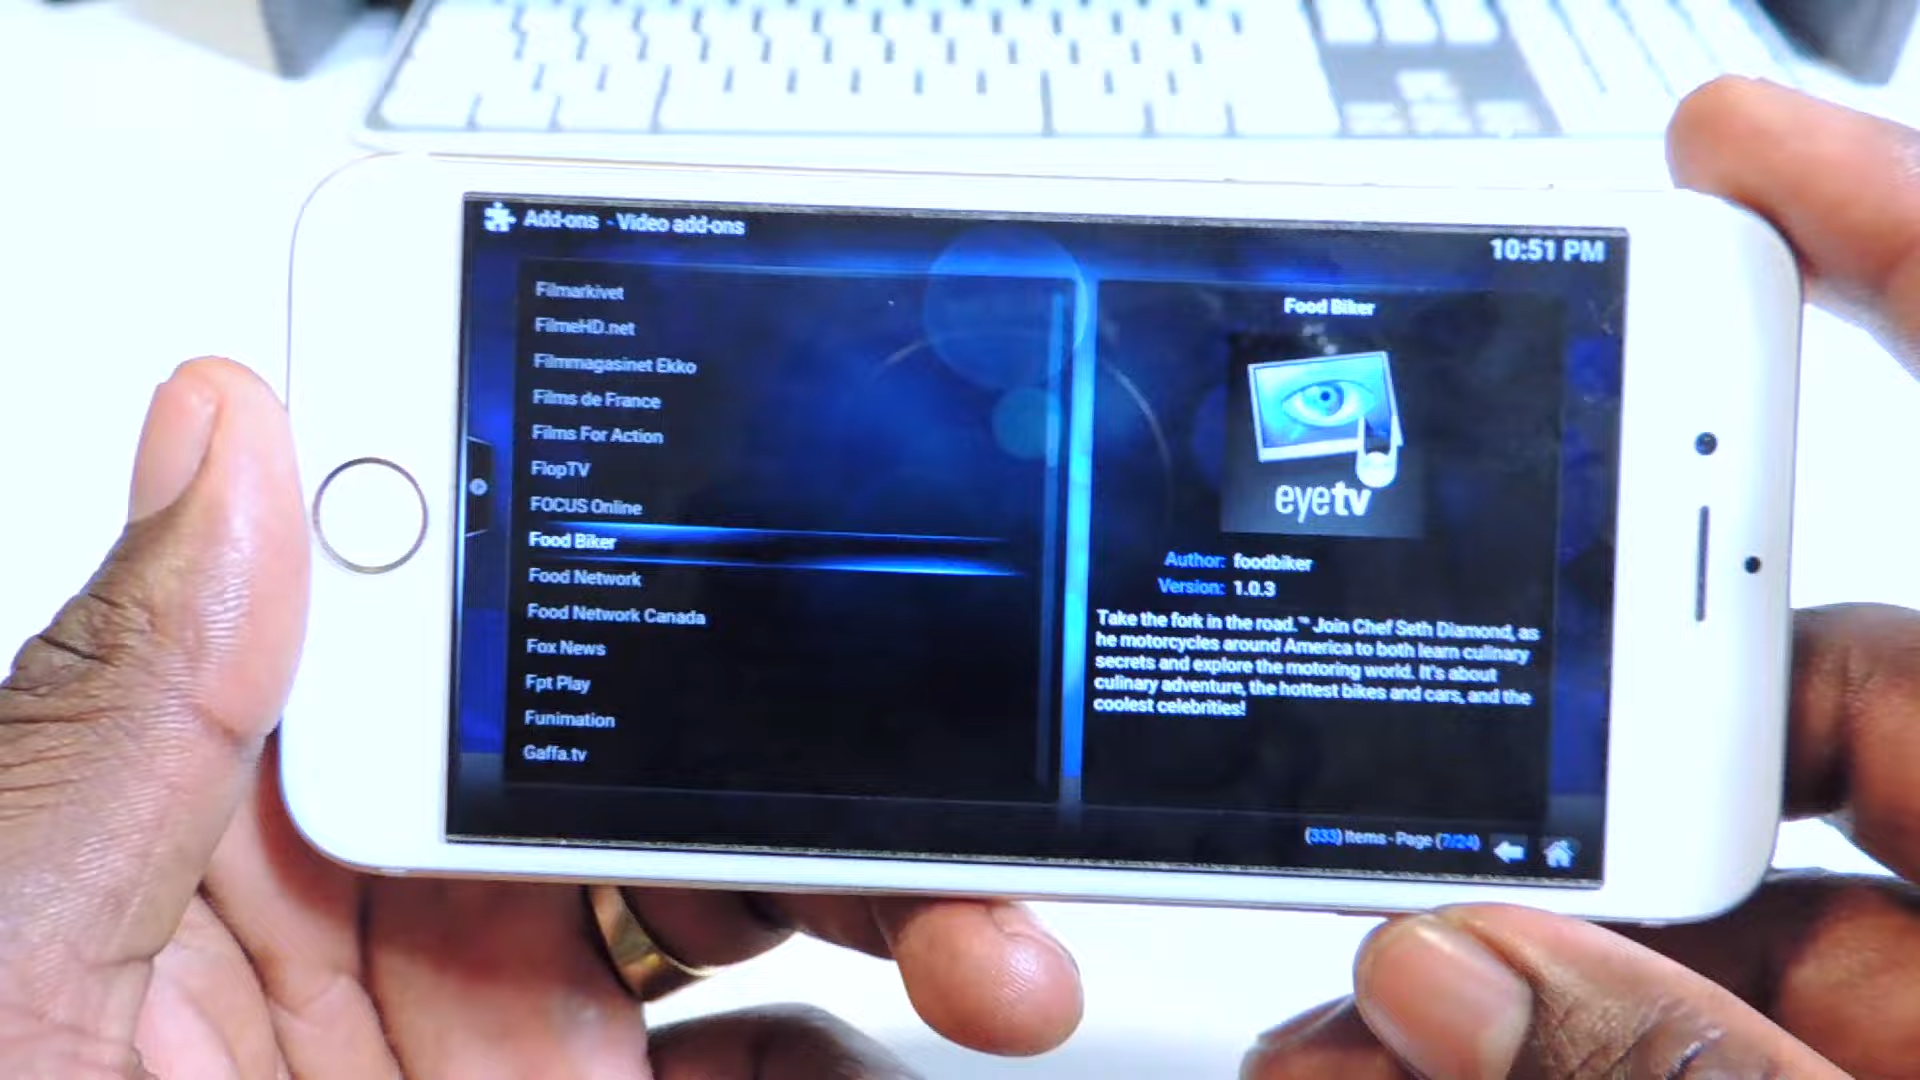 Add-ons - Video add-ons
10:51 PM
Filmarkivet
FilmeHD.net
Filmmagasinet Ekko
Films de France
Films For Action
FlopTV
FOCUS Online
Food Biker
Food Network
Food Network Canada
Fox News
Fpt Play
Funimation
Gaffa.tv
Food Biker
eyetv
Author: foodbiker
Version: 1.0.3
Take the fork in the road.™ Join Chef Seth Diamond, as
he motorcycles around America to both learn culinary
secrets and explore the motoring world. It's about
culinary adventure, the hottest bikes and cars, and the
coolest celebrities!
(333) Items - Page (7/24)